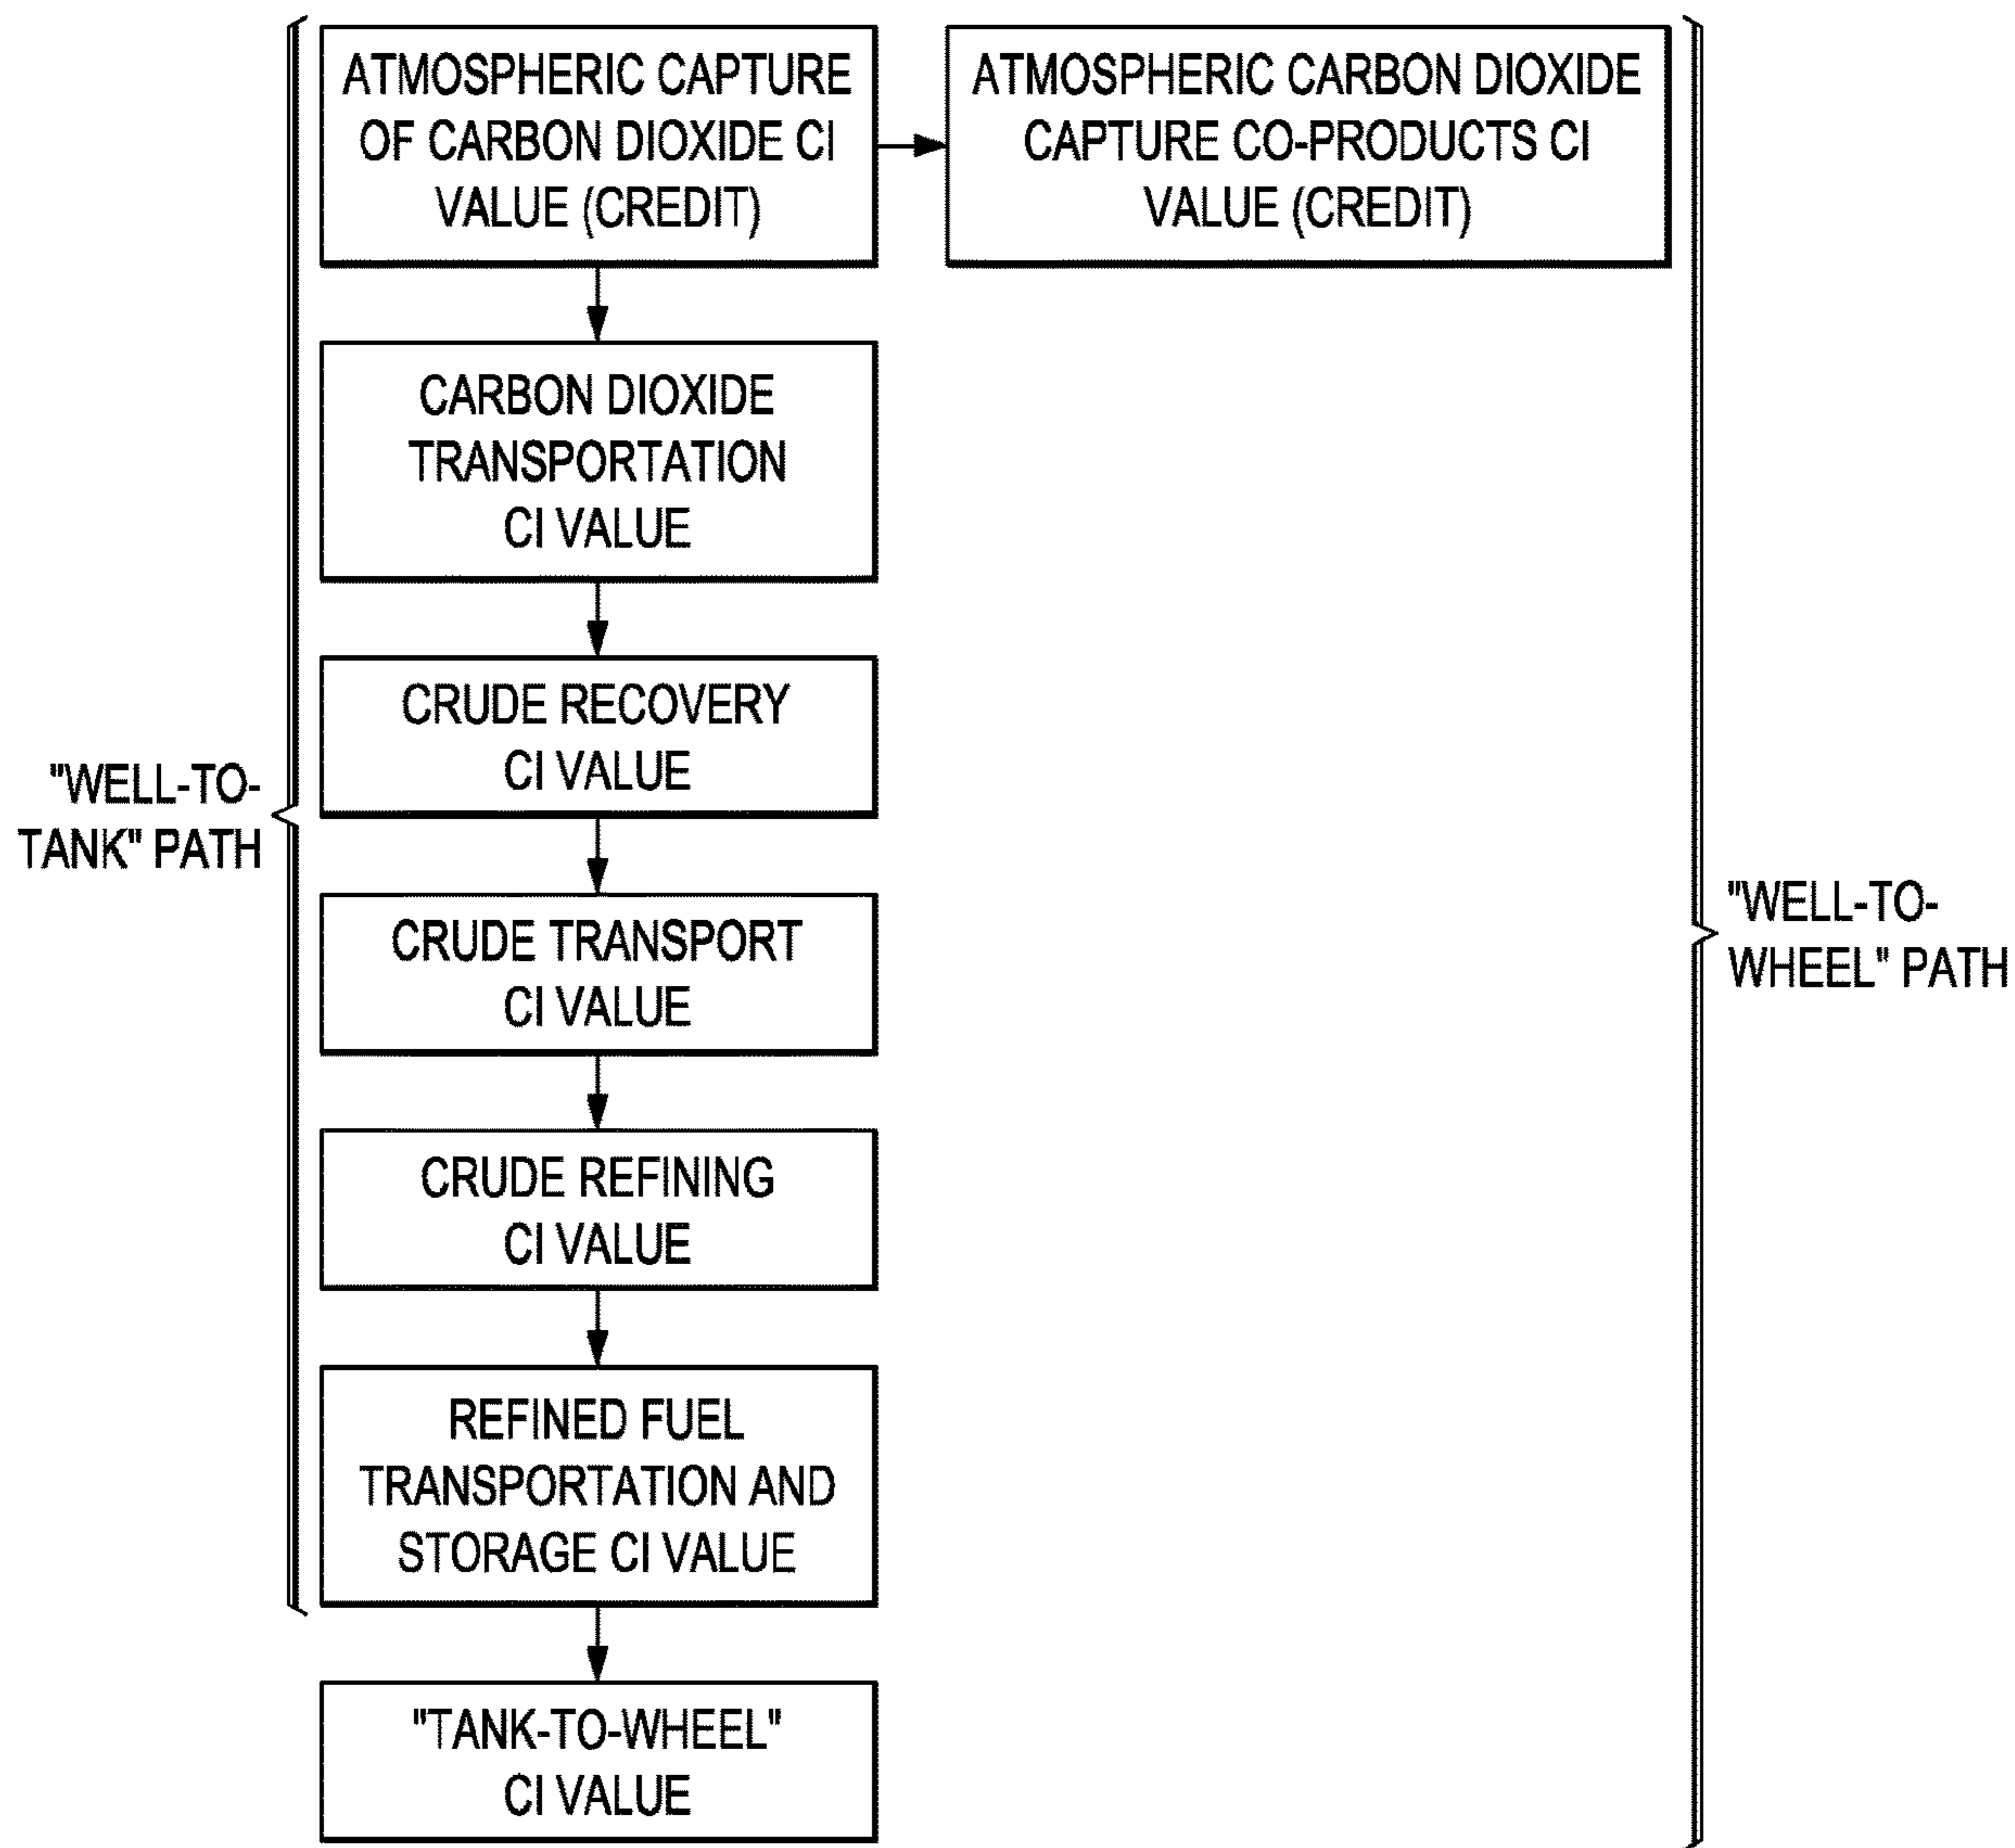 ATMOSPHERIC CAPTURE
OF CARBON DIOXIDE CI
VALUE (CREDIT)
ATMOSPHERIC CARBON DIOXIDE
CAPTURE CO-PRODUCTS CI
VALUE (CREDIT)
CARBON DIOXIDE
TRANSPORTATION
CI VALUE
CRUDE RECOVERY
CI VALUE
"WELL-TO-
TANK" PATH
CRUDE TRANSPORT
CI VALUE
"WELL-TO-
WHEEL" PATH
CRUDE REFINING
CI VALUE
REFINED FUEL
TRANSPORTATION AND
STORAGE CI VALUE
"TANK-TO-WHEEL"
CI VALUE